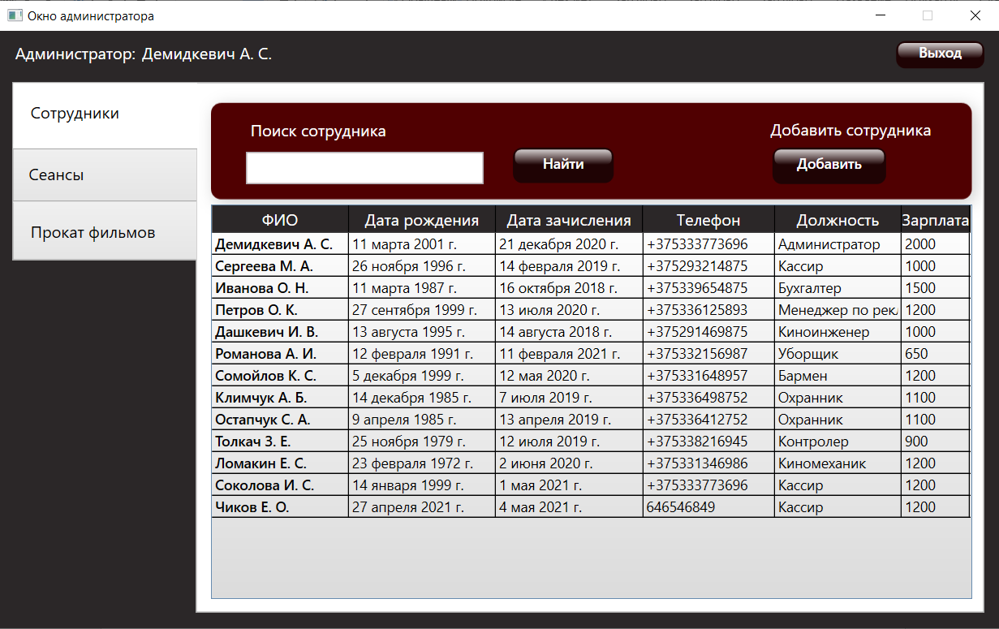 Окно администратора
Администратор: Демидкевич А. С.
Выход
Сотрудники
Сеансы
Прокат фильмов
Поиск сотрудника
Добавить сотрудника
Найти
Добавить
ФИО Дата рождения Дата зачисления Телефон Должность Зарплата
Демидкевич А. С. 11 марта 2001 г. 21 декабря 2020 г. +375333773696 Администратор 2000
Сергеева М. А. 26 ноября 1996 г. 14 февраля 2019 г. +375293214875 Кассир 1000
Иванова О. Н. 11 марта 1987 г. 16 октября 2018 г. +375339654875 Бухгалтер 1500
Петров О. К. 27 сентября 1999 г. 13 июля 2020 г. +375336125893 Менеджер по рек 1200
Дашкевич И. В. 13 августа 1995 г. 14 августа 2018 г. +375291469875 Киноинженер 1000
Романова А. И. 12 февраля 1991 г. 11 февраля 2021 г. +375332156987 Уборщик 650
Сомойлов К. С. 5 декабря 1999 г. 12 мая 2020 г. +375331648957 Бармен 1200
Климчук А. Б. 14 декабря 1985 г. 7 июля 2019 г. +375336498752 Охранник 1100
Остапчук С. А. 9 апреля 1985 г. 13 апреля 2019 г. +375336412752 Охранник 1100
Толкач З. Е. 25 ноября 1979 г. 12 июля 2019 г. +375338216945 Контролер 900
Ломакин Е. С. 23 февраля 1972 г. 2 июня 2020 г. +375331346986 Киномеханик 1200
Соколова И. С. 14 января 1999 г. 1 мая 2021 г. +375333773696 Кассир 1200
Чиков Е. О. 27 апреля 2021 г. 4 мая 2021 г. 646546849 Кассир 1200